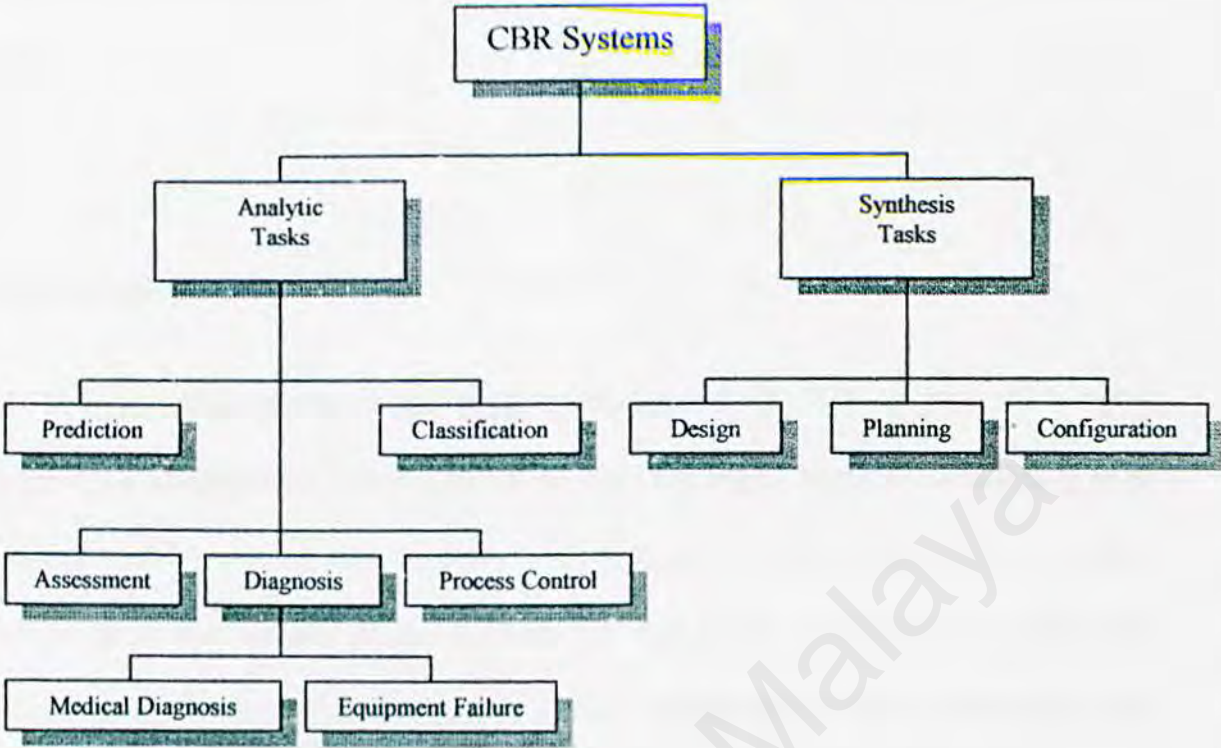 CBR Systems
Analytic
Tasks
Synthesis
Tasks
Prediction
Classification
Design
Planning
Configuration
Assessment
Diagnosis
Process Control
Medical Diagnosis
Equipment Failure
Malaya